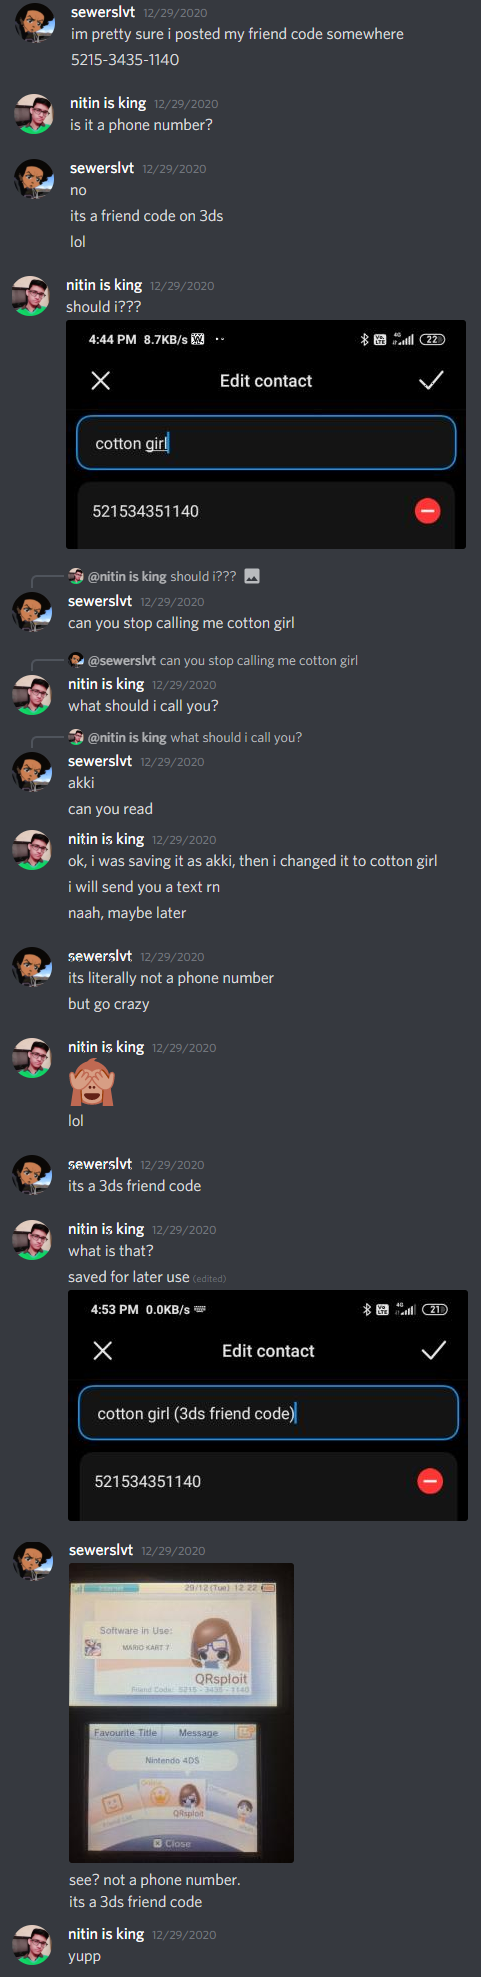 sewerslvt 12/29/2020
im pretty sure i posted my friend code somewhere
5215-3435-1140
nitin is king 12/29/2020
is it a phone number?
sewerslvt 12/29/2020
no
its a friend code on 3ds
lol
nitin is king 12/29/2020
should i???
4:44 PM 8.7KB/s 4G 22
Edit contact
cotton girl
521534351140
@nitin is king should i???
sewerslvt 12/29/2020
can you stop calling me cotton girl
@sewerslvt can you stop calling me cotton girl
nitin is king 12/29/2020
what should i call you?
@nitin is king what should i call you?
sewerslvt 12/29/2020
akki
can you read
nitin is king 12/29/2020
ok, i was saving it as akki, then i changed it to cotton girl
i will send you a text rn
naah, maybe later
sewerslvt 12/29/2020
its literally not a phone number
but go crazy
nitin is king 12/29/2020
lol
sewerslvt 12/29/2020
its a 3ds friend code
nitin is king 12/29/2020
what is that?
saved for later use (edited)
4:53 PM 0.0KB/s 4G 21
Edit contact
cotton girl (3ds friend code)
521534351140
sewerslvt 12/29/2020
29/12 (Tue) 12:22
Software in Use:
MARIO KART 7
QRsploit
Friend Code: 5215 - 3435 - 1140
Favourite Title Message
Nintendo 4DS
QRsploit
Close
see? not a phone number.
its a 3ds friend code
nitin is king 12/29/2020
yupp